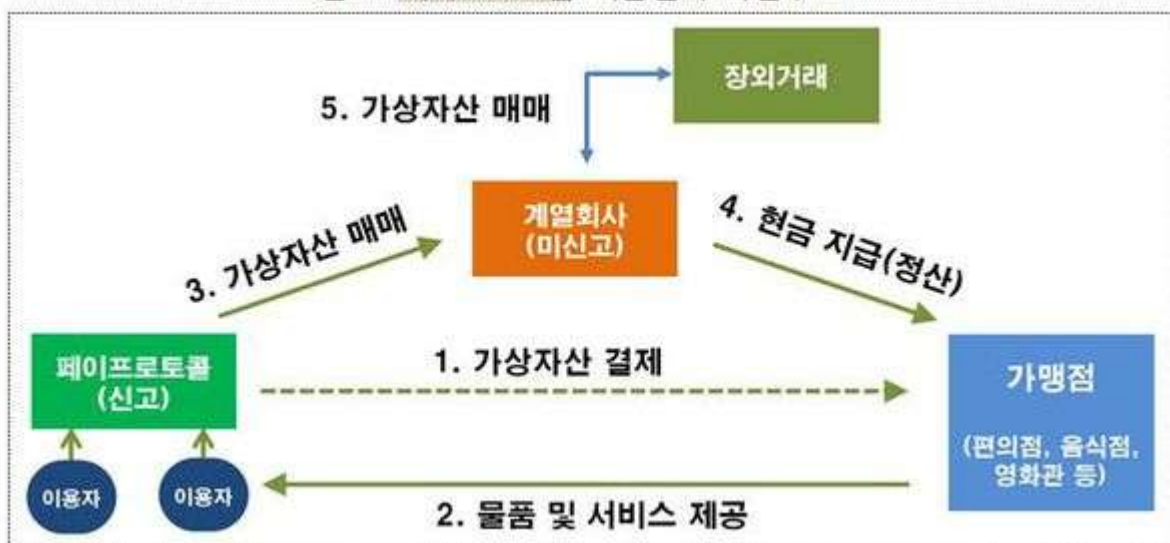 장외거래
5. 가상자산 매매
계열회사
(미신고)
3. 가상자산 매매
4. 현금 지급(정산)
페이프로토콜
(신고)
1. 가상자산 결제
가맹점
(편의점, 음식점,
영화관 등)
이용자
이용자
2. 물품 및 서비스 제공